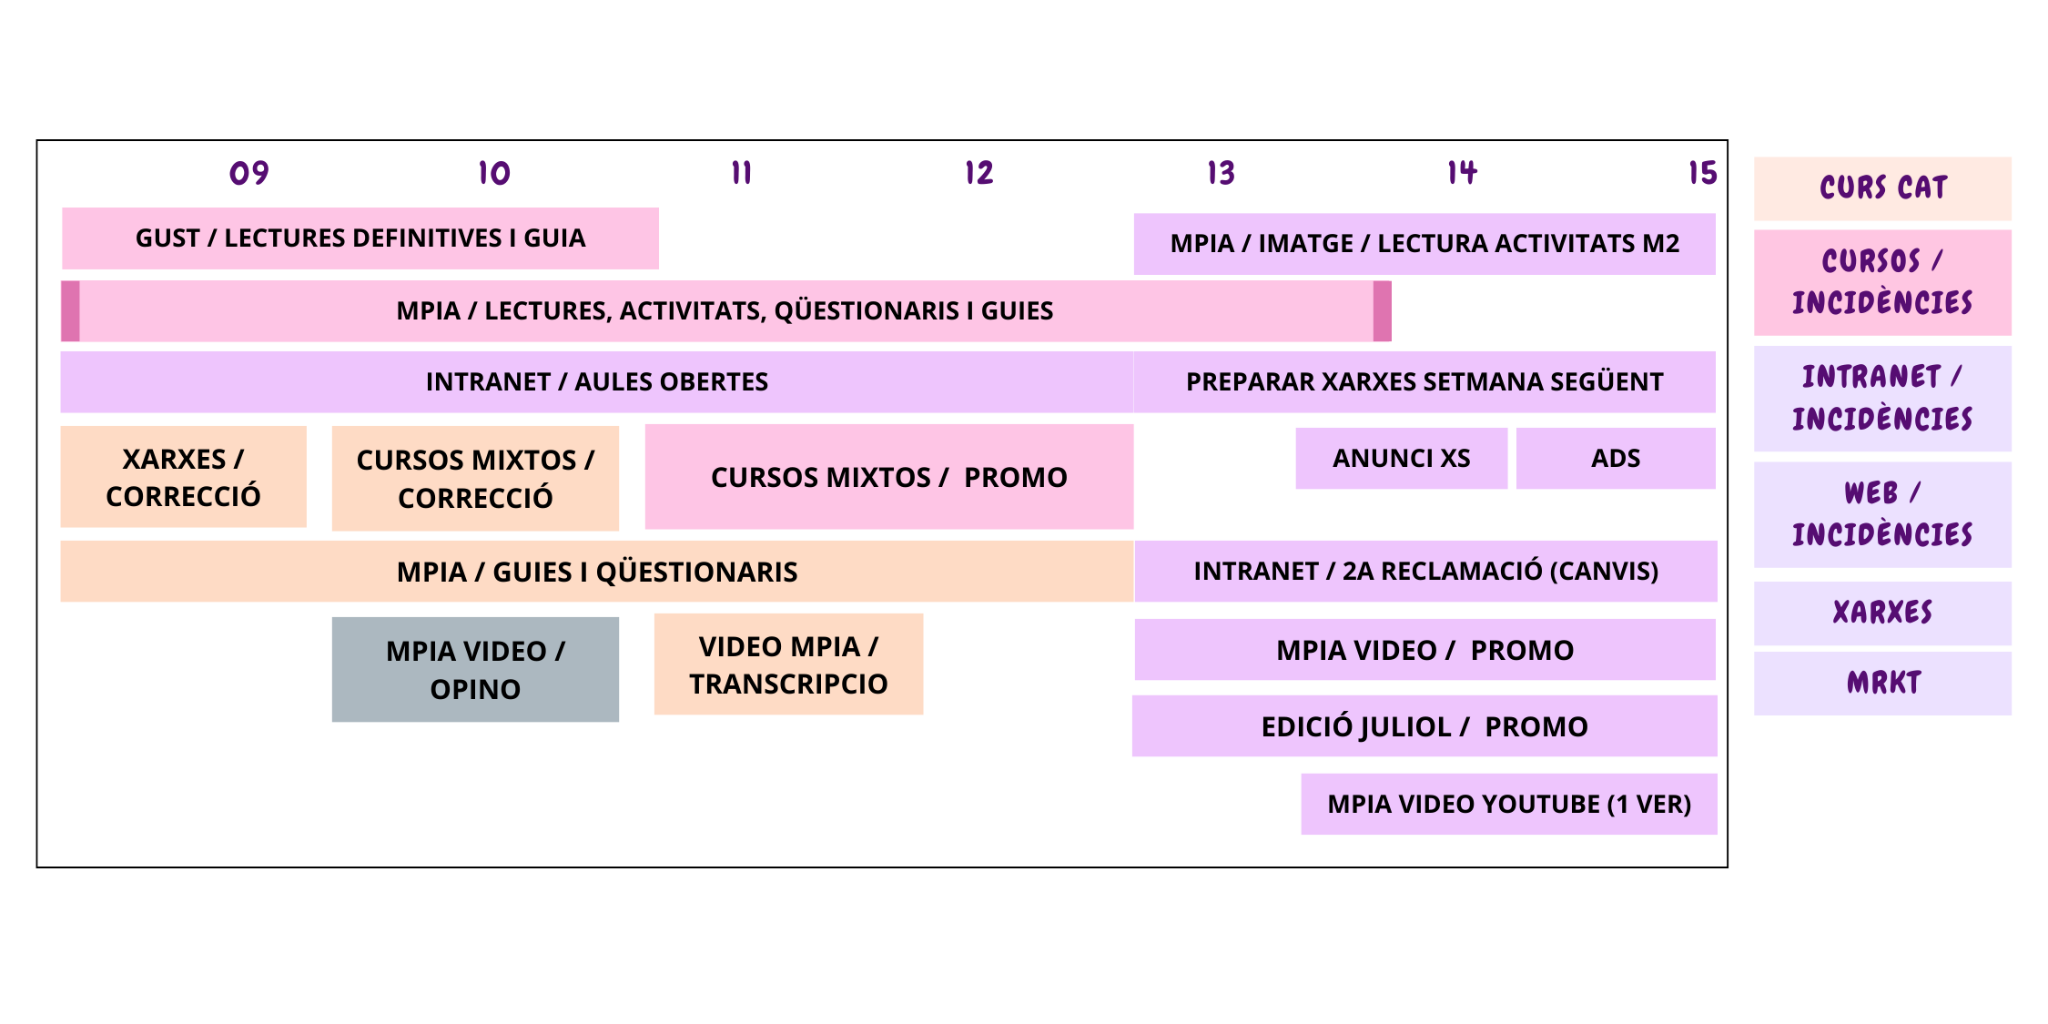 09 10 11 12 13 14 15
GUST / LECTURES DEFINITIVES I GUIA
MPIA / IMATGE / LECTURA ACTIVITATS M2
MPIA / LECTURES, ACTIVITATS, QÜESTIONARIS I GUIES
INTRANET / AULES OBERTES
PREPARAR XARXES SETMANA SEGÜENT
XARXES /
CORRECCIÓ
CURSOS MIXTOS /
CORRECCIÓ
CURSOS MIXTOS / PROMO
ANUNCI XS
ADS
MPIA / GUIES I QÜESTIONARIS
INTRANET / 2A RECLAMACIÓ (CANVIS)
MPIA VIDEO /
OPINO
VIDEO MPIA /
TRANSCRIPCIO
MPIA VIDEO / PROMO
EDICIÓ JULIOL / PROMO
MPIA VIDEO YOUTUBE (1 VER)
CURS CAT
CURSOS /
INCIDÈNCIES
INTRANET /
INCIDÈNCIES
WEB /
INCIDÈNCIES
XARXES
MRKT